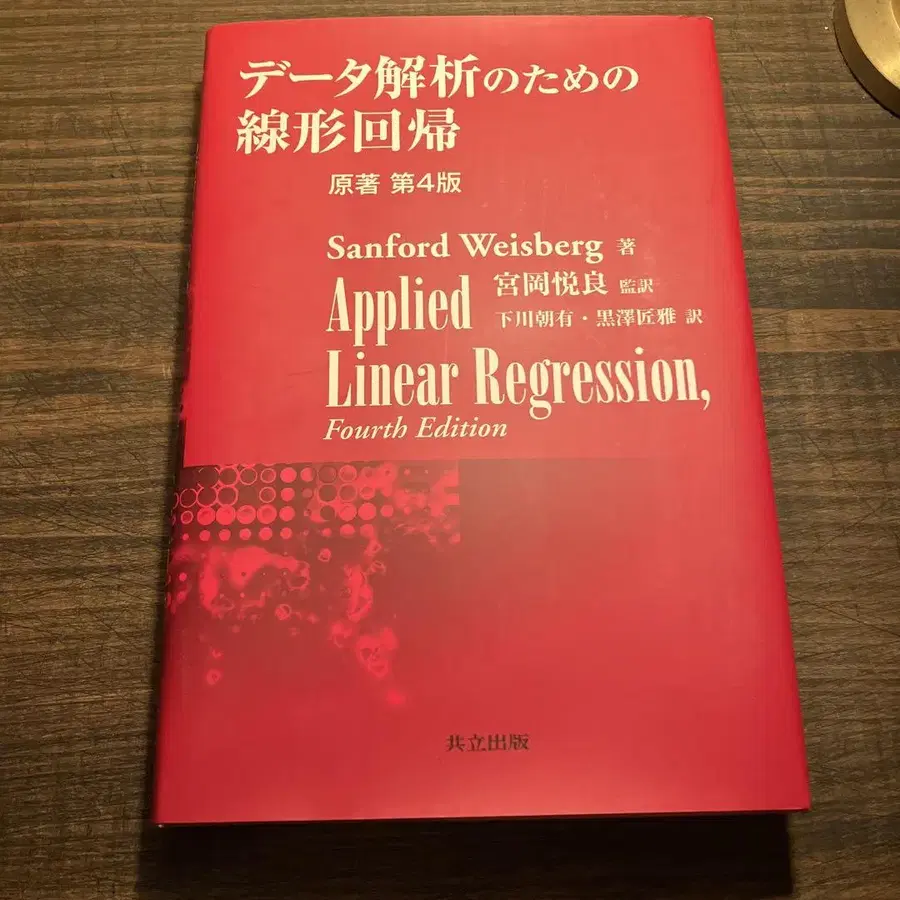 データ解析のための
線形回帰
原著 第4版
Sanford Weisberg 著
宮岡悦良 監訳
下川朝有・黒澤匠雅 訳
Applied
Linear Regression,
Fourth Edition
共立出版